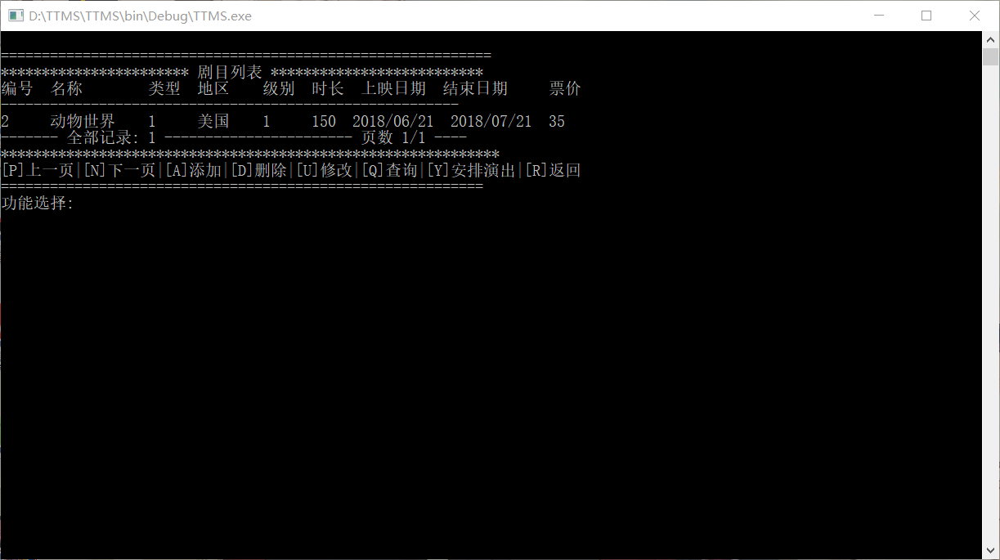 D:\TTMS\TTMS\bin\Debug\TTMS.exe
============================================================
*********************** 剧目列表 **************************
编号  名称        类型  地区    级别  时长  上映日期  结束日期     票价
--------------------------------------------------------
2     动物世界    1     美国    1     150  2018/06/21  2018/07/21  35
------- 全部记录: 1 ----------------------- 页数 1/1 ----
*************************************************************
[P]上一页|[N]下一页|[A]添加|[D]删除|[U]修改|[Q]查询|[Y]安排演出|[R]返回
===========================================================
功能选择: